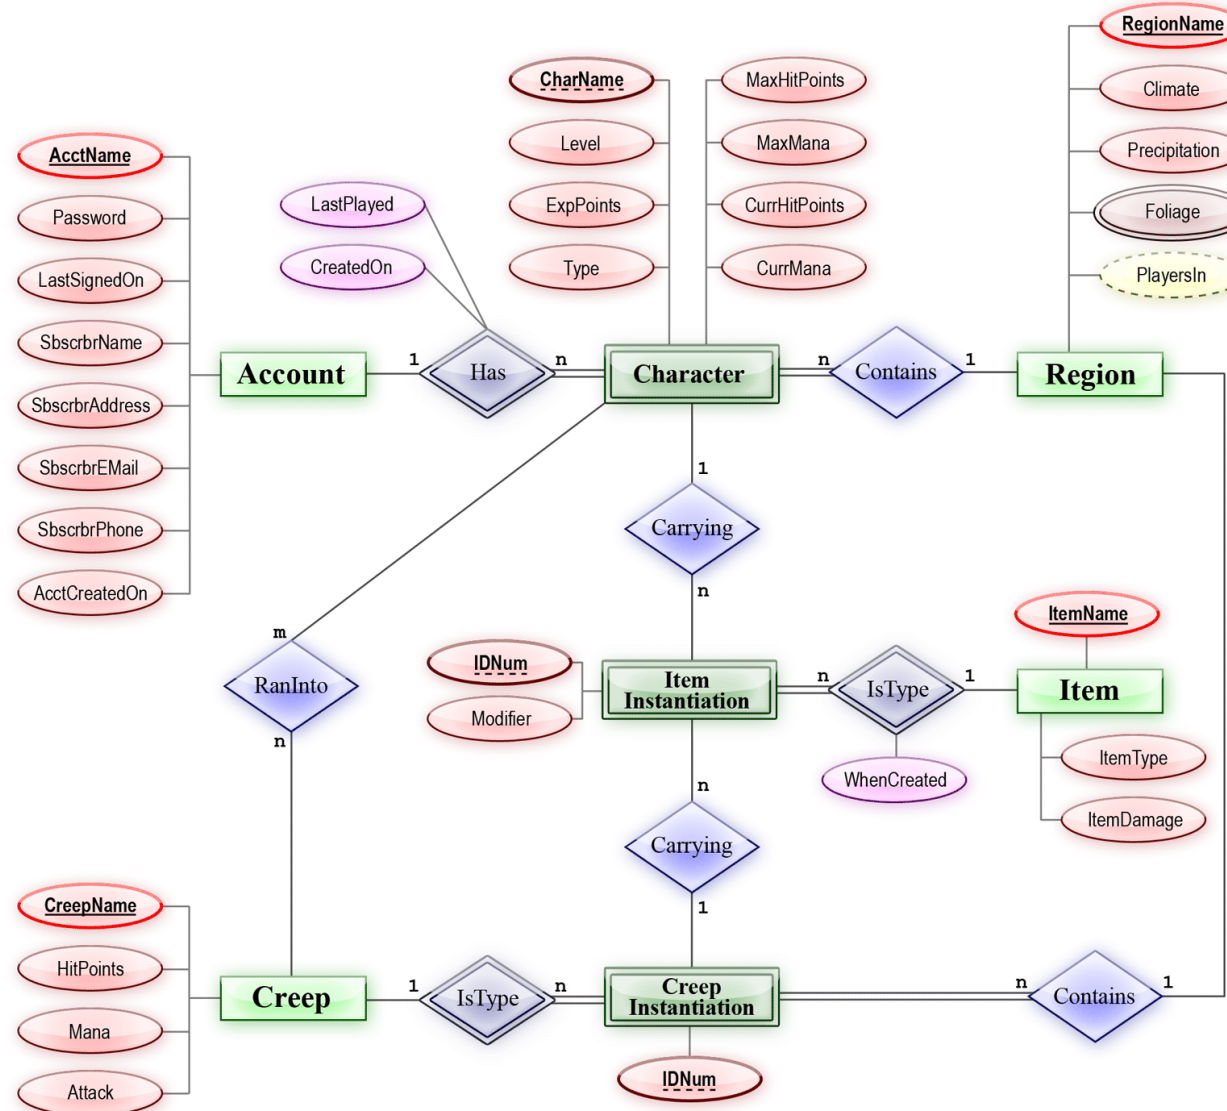 RegionName
CharName
MaxHitPoints
Climate
Level
MaxMana
AcctName
Precipitation
LastPlayed
ExpPoints
CurrHitPoints
Password
Foliage
CreatedOn
Type
CurrMana
LastSignedOn
PlayersIn
SbscrbrName
Account
1
Has
n
Character
n
Contains
1
Region
SbscrbrAddress
SbscrbrEMail
1
SbscrbrPhone
Carrying
AcctCreatedOn
n
m
RanInto
n
IDNum
Modifier
Item
Instantiation
n
IsType
1
ItemName
Item
WhenCreated
ItemType
ItemDamage
n
Carrying
1
CreepName
HitPoints
Mana
Attack
Creep
1
IsType
n
Creep
Instantiation
n
Contains
1
IDNum